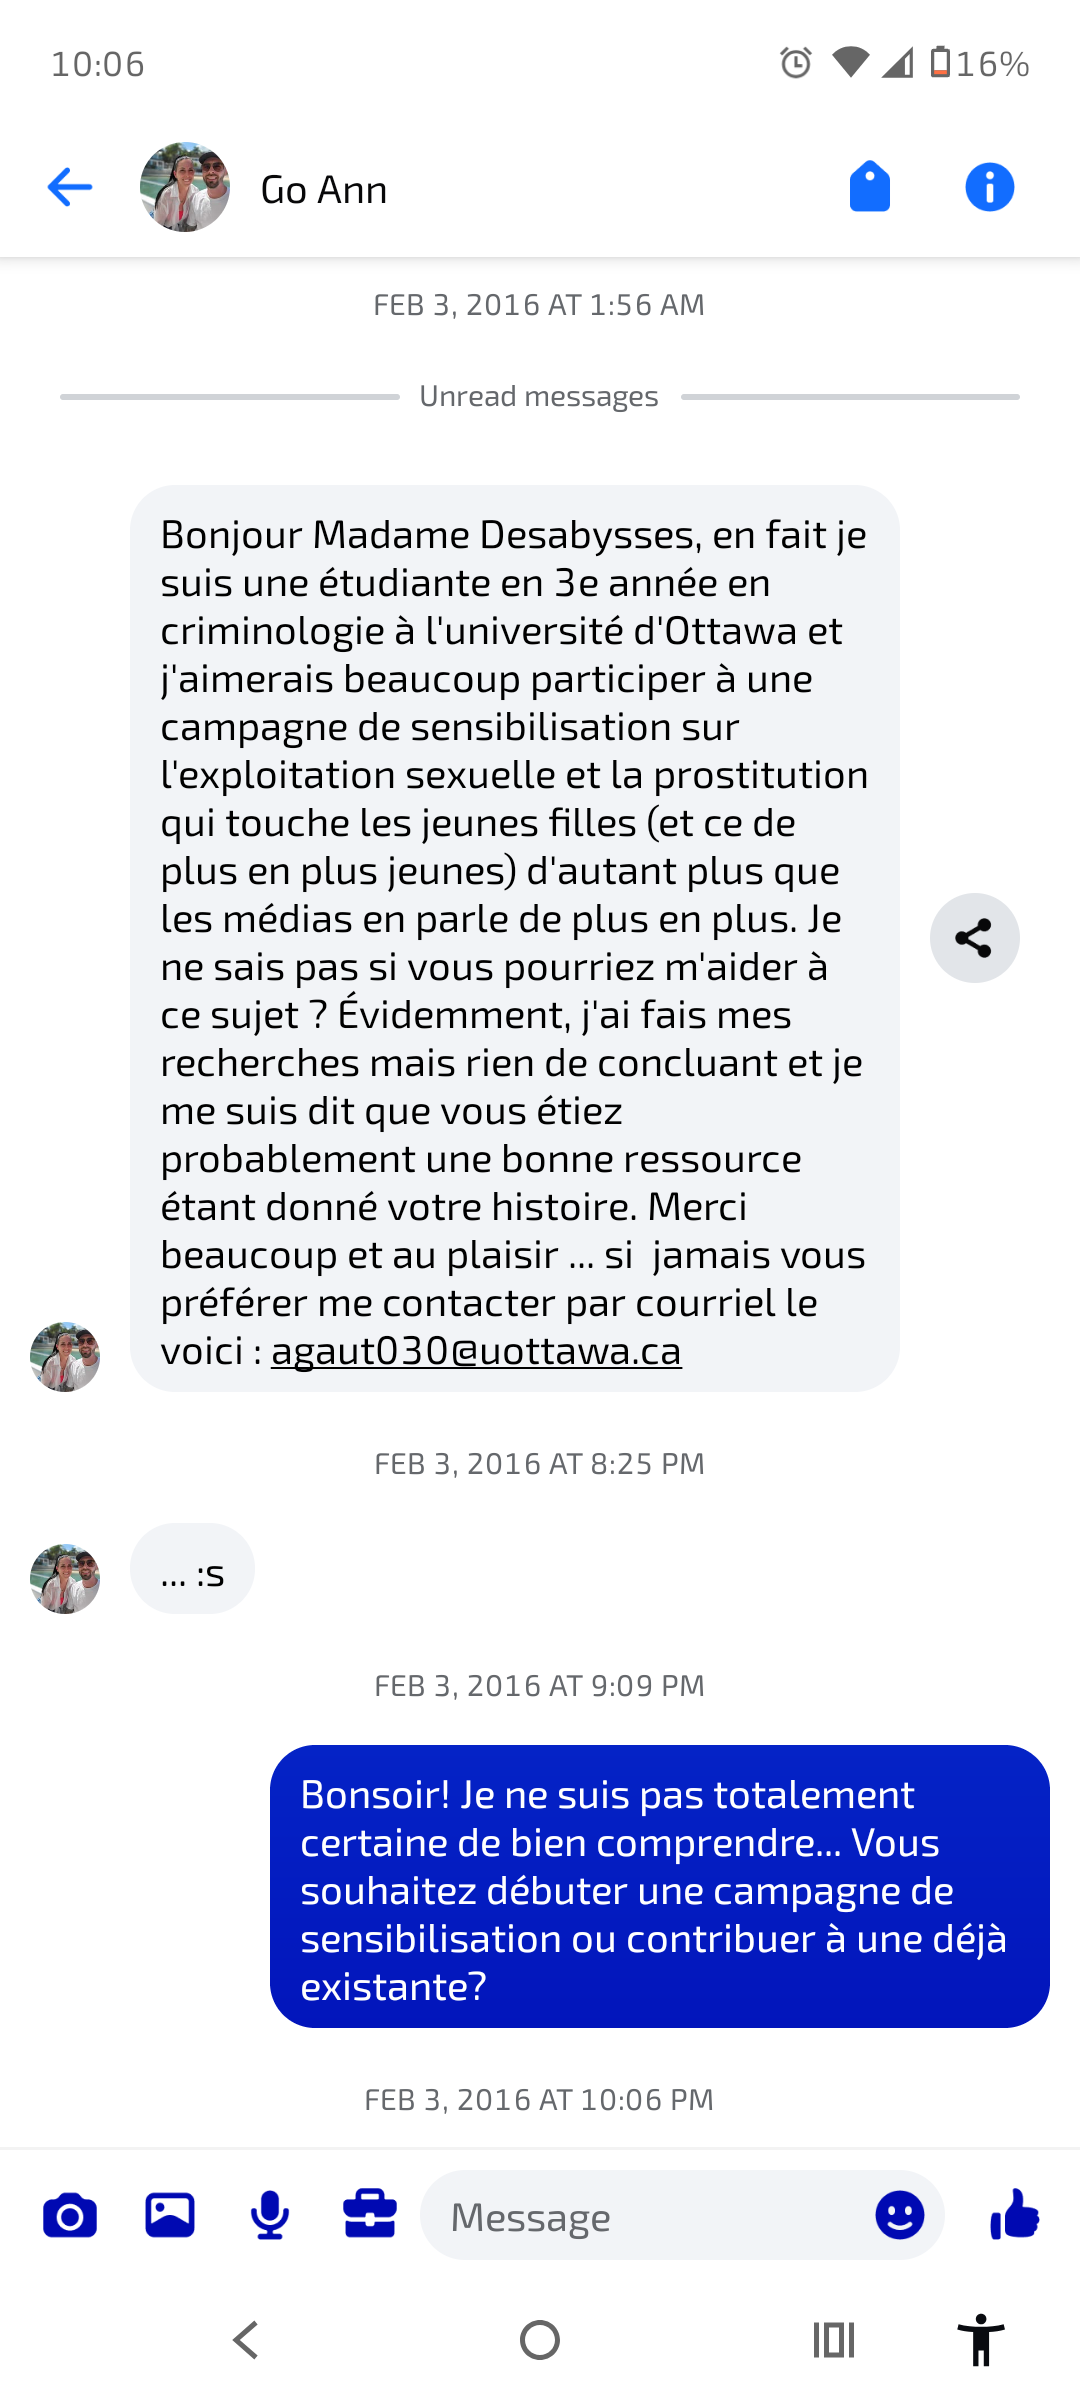 10:06
16%
Go Ann
FEB 3, 2016 AT 1:56 AM
Unread messages
Bonjour Madame Desabysses, en fait je
suis une étudiante en 3e année en
criminologie à l'université d'Ottawa et
j'aimerais beaucoup participer à une
campagne de sensibilisation sur
l'exploitation sexuelle et la prostitution
qui touche les jeunes filles (et ce de
plus en plus jeunes) d'autant plus que
les médias en parle de plus en plus. Je
ne sais pas si vous pourriez m'aider à
ce sujet ? Évidemment, j'ai fais mes
recherches mais rien de concluant et je
me suis dit que vous étiez
probablement une bonne ressource
étant donné votre histoire. Merci
beaucoup et au plaisir ... si  jamais vous
préférer me contacter par courriel le
voici : agaut030@uottawa.ca
FEB 3, 2016 AT 8:25 PM
... :s
FEB 3, 2016 AT 9:09 PM
Bonsoir! Je ne suis pas totalement
certaine de bien comprendre... Vous
souhaitez débuter une campagne de
sensibilisation ou contribuer à une déjà
existante?
FEB 3, 2016 AT 10:06 PM
Message